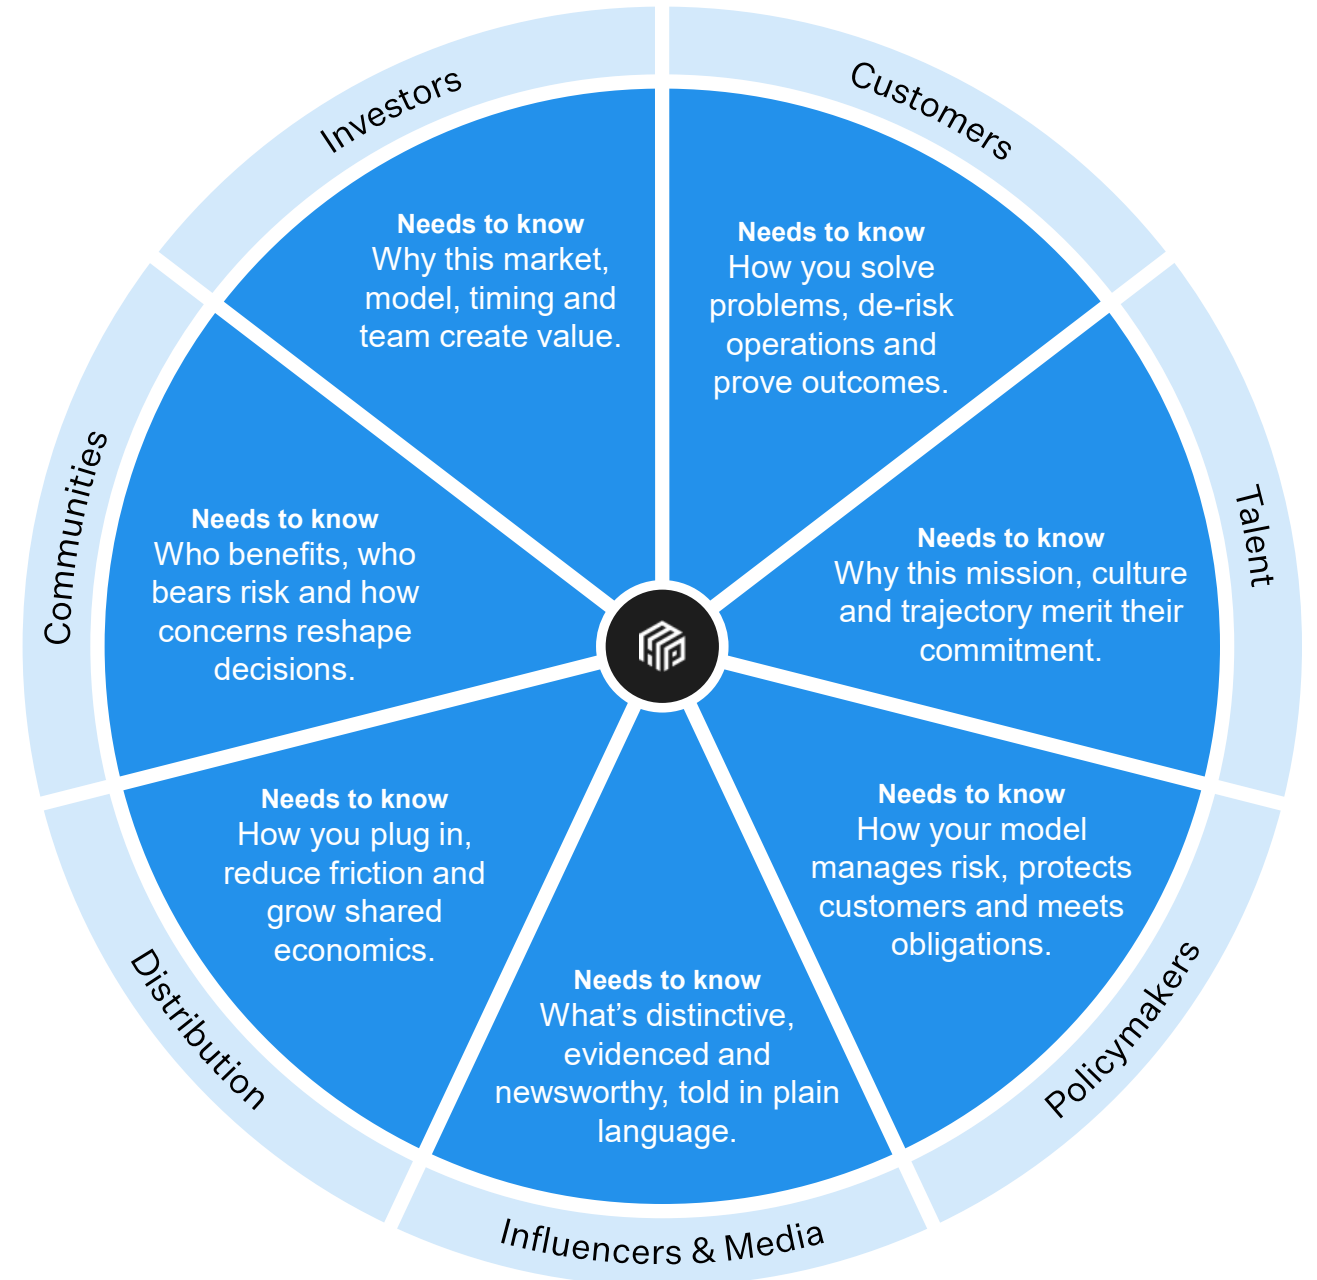 Customers
Needs to know
How you solve
problems, de-risk
operations and
prove outcomes.
Talent
Needs to know
Why this mission, culture
and trajectory merit their
commitment.
Policymakers
Needs to know
How your model
manages risk, protects
customers and meets
obligations.
Influencers & Media
Needs to know
What’s distinctive,
evidenced and
newsworthy, told in plain
language.
Distribution
Needs to know
How you plug in,
reduce friction and
grow shared
economics.
Communities
Needs to know
Who benefits, who
bears risk and how
concerns reshape
decisions.
Investors
Needs to know
Why this market,
model, timing and
team create value.